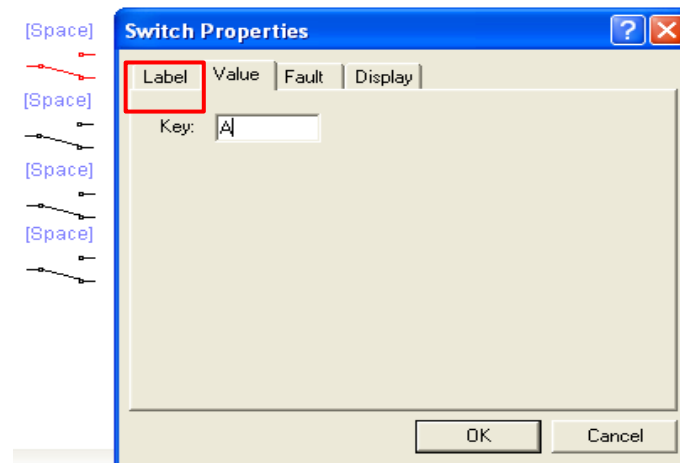 [Space]
[Space]
[Space]
[Space]
Switch Properties
Label Value Fault Display
Key: A
OK Cancel